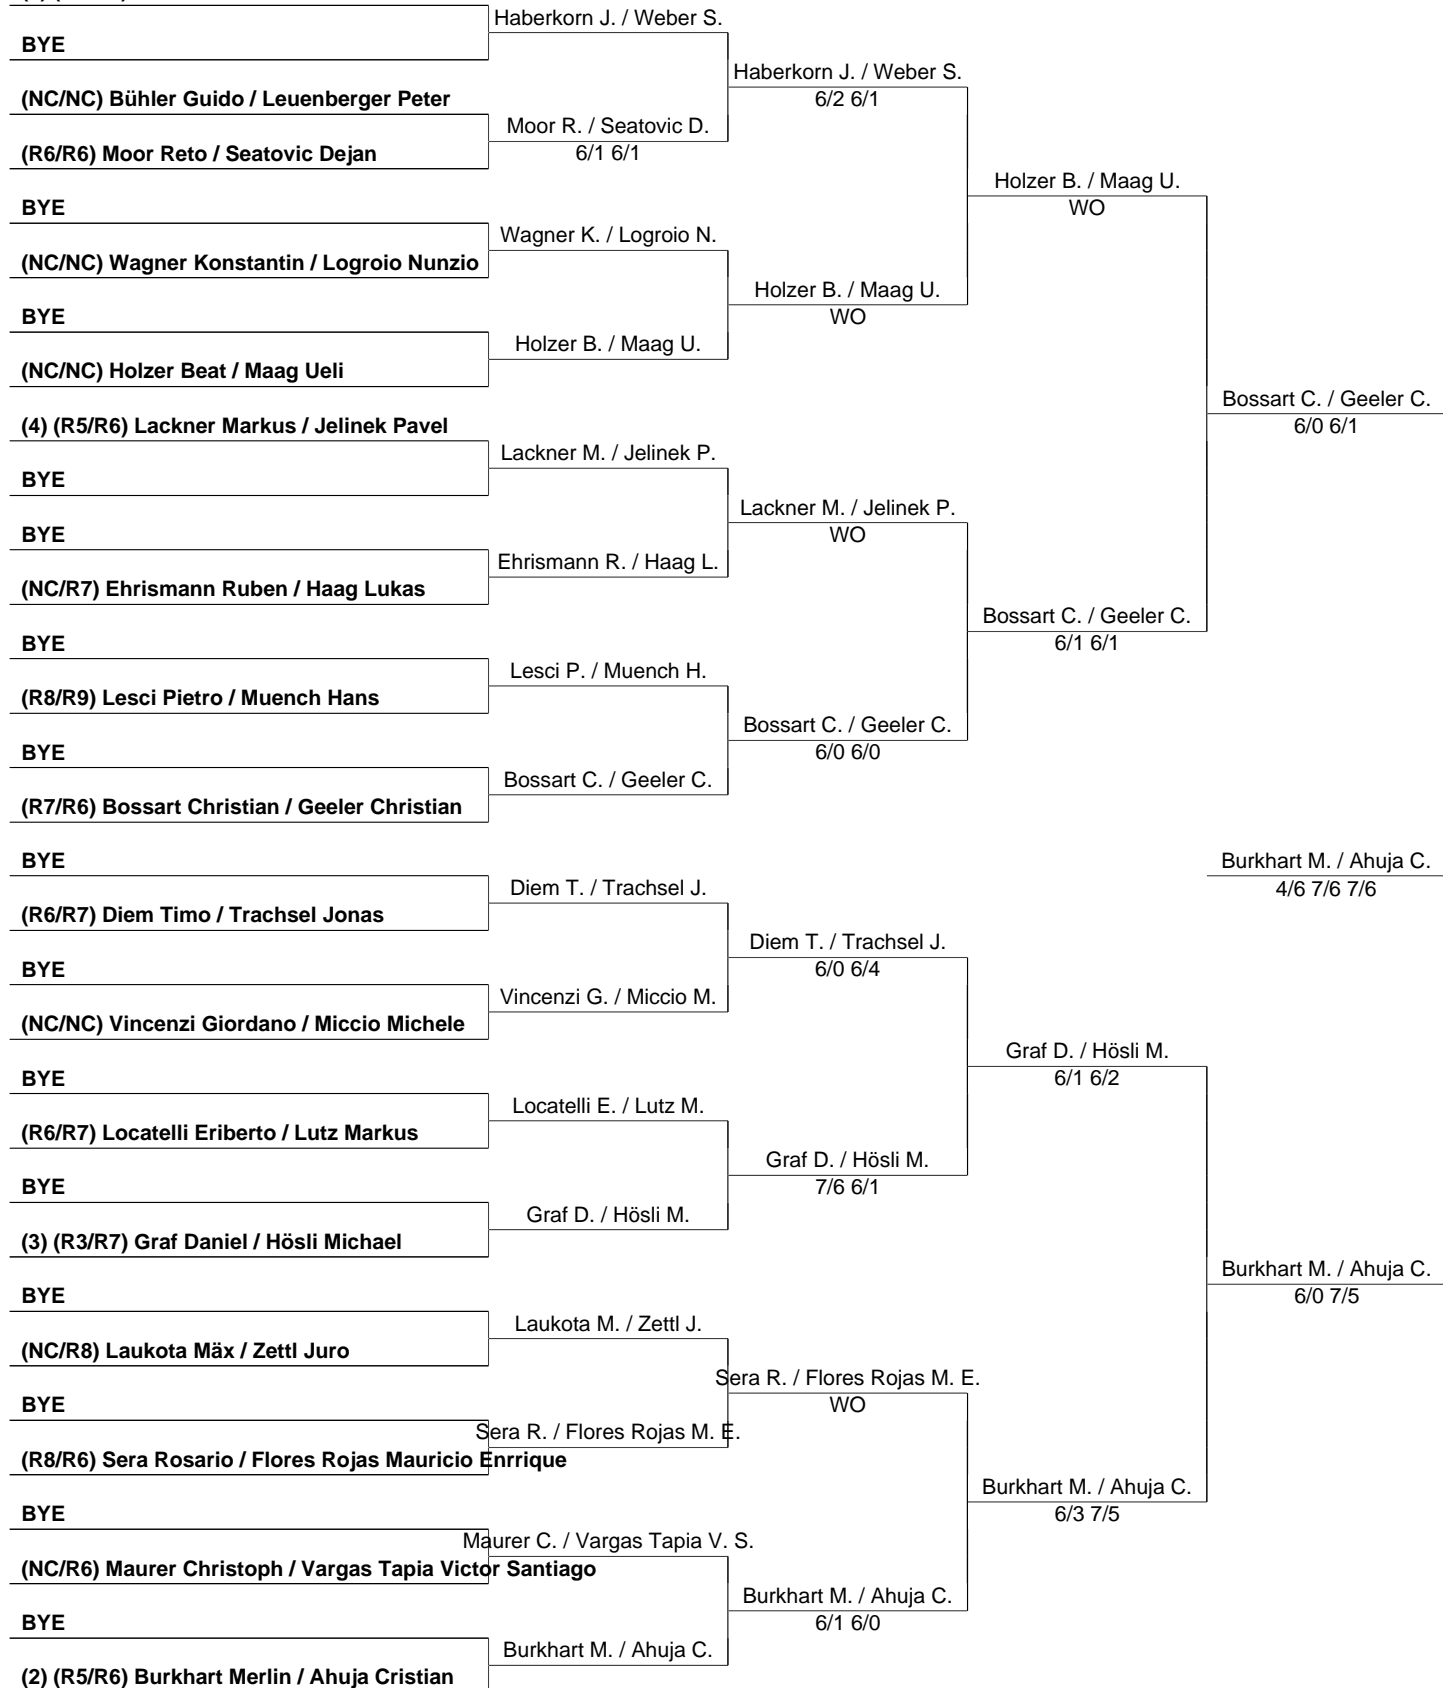 BYE
(NC/NC) Bühler Guido / Leuenberger Peter
(R6/R6) Moor Reto / Seatovic Dejan
BYE
(NC/NC) Wagner Konstantin / Logroio Nunzio
BYE
(NC/NC) Holzer Beat / Maag Ueli
(4) (R5/R6) Lackner Markus / Jelinek Pavel
BYE
BYE
(NC/R7) Ehrismann Ruben / Haag Lukas
BYE
(R8/R9) Lesci Pietro / Muench Hans
BYE
(R7/R6) Bossart Christian / Geeler Christian
BYE
(R6/R7) Diem Timo / Trachsel Jonas
BYE
(NC/NC) Vincenzi Giordano / Miccio Michele
BYE
(R6/R7) Locatelli Eriberto / Lutz Markus
BYE
(3) (R3/R7) Graf Daniel / Hösli Michael
BYE
(NC/R8) Laukota Mäx / Zettl Juro
BYE
(R8/R6) Sera Rosario / Flores Rojas Mauricio Enrrique
BYE
(NC/R6) Maurer Christoph / Vargas Tapia Victor Santiago
BYE
(2) (R5/R6) Burkhart Merlin / Ahuja Cristian
Haberkorn J. / Weber S.
Moor R. / Seatovic D.
6/1 6/1
Wagner K. / Logroio N.
Holzer B. / Maag U.
Lackner M. / Jelinek P.
Ehrismann R. / Haag L.
Lesci P. / Muench H.
Bossart C. / Geeler C.
Diem T. / Trachsel J.
Vincenzi G. / Miccio M.
Locatelli E. / Lutz M.
Graf D. / Hösli M.
Laukota M. / Zettl J.
Sera R. / Flores Rojas M. E.
Maurer C. / Vargas Tapia V. S.
Burkhart M. / Ahuja C.
Haberkorn J. / Weber S.
6/2 6/1
Holzer B. / Maag U.
WO
Lackner M. / Jelinek P.
WO
Bossart C. / Geeler C.
6/0 6/0
Diem T. / Trachsel J.
6/0 6/4
Graf D. / Hösli M.
7/6 6/1
Sera R. / Flores Rojas M. E.
WO
Burkhart M. / Ahuja C.
6/1 6/0
Holzer B. / Maag U.
WO
Bossart C. / Geeler C.
6/1 6/1
Graf D. / Hösli M.
6/1 6/2
Burkhart M. / Ahuja C.
6/3 7/5
Bossart C. / Geeler C.
6/0 6/1
Burkhart M. / Ahuja C.
4/6 7/6 7/6
Burkhart M. / Ahuja C.
6/0 7/5